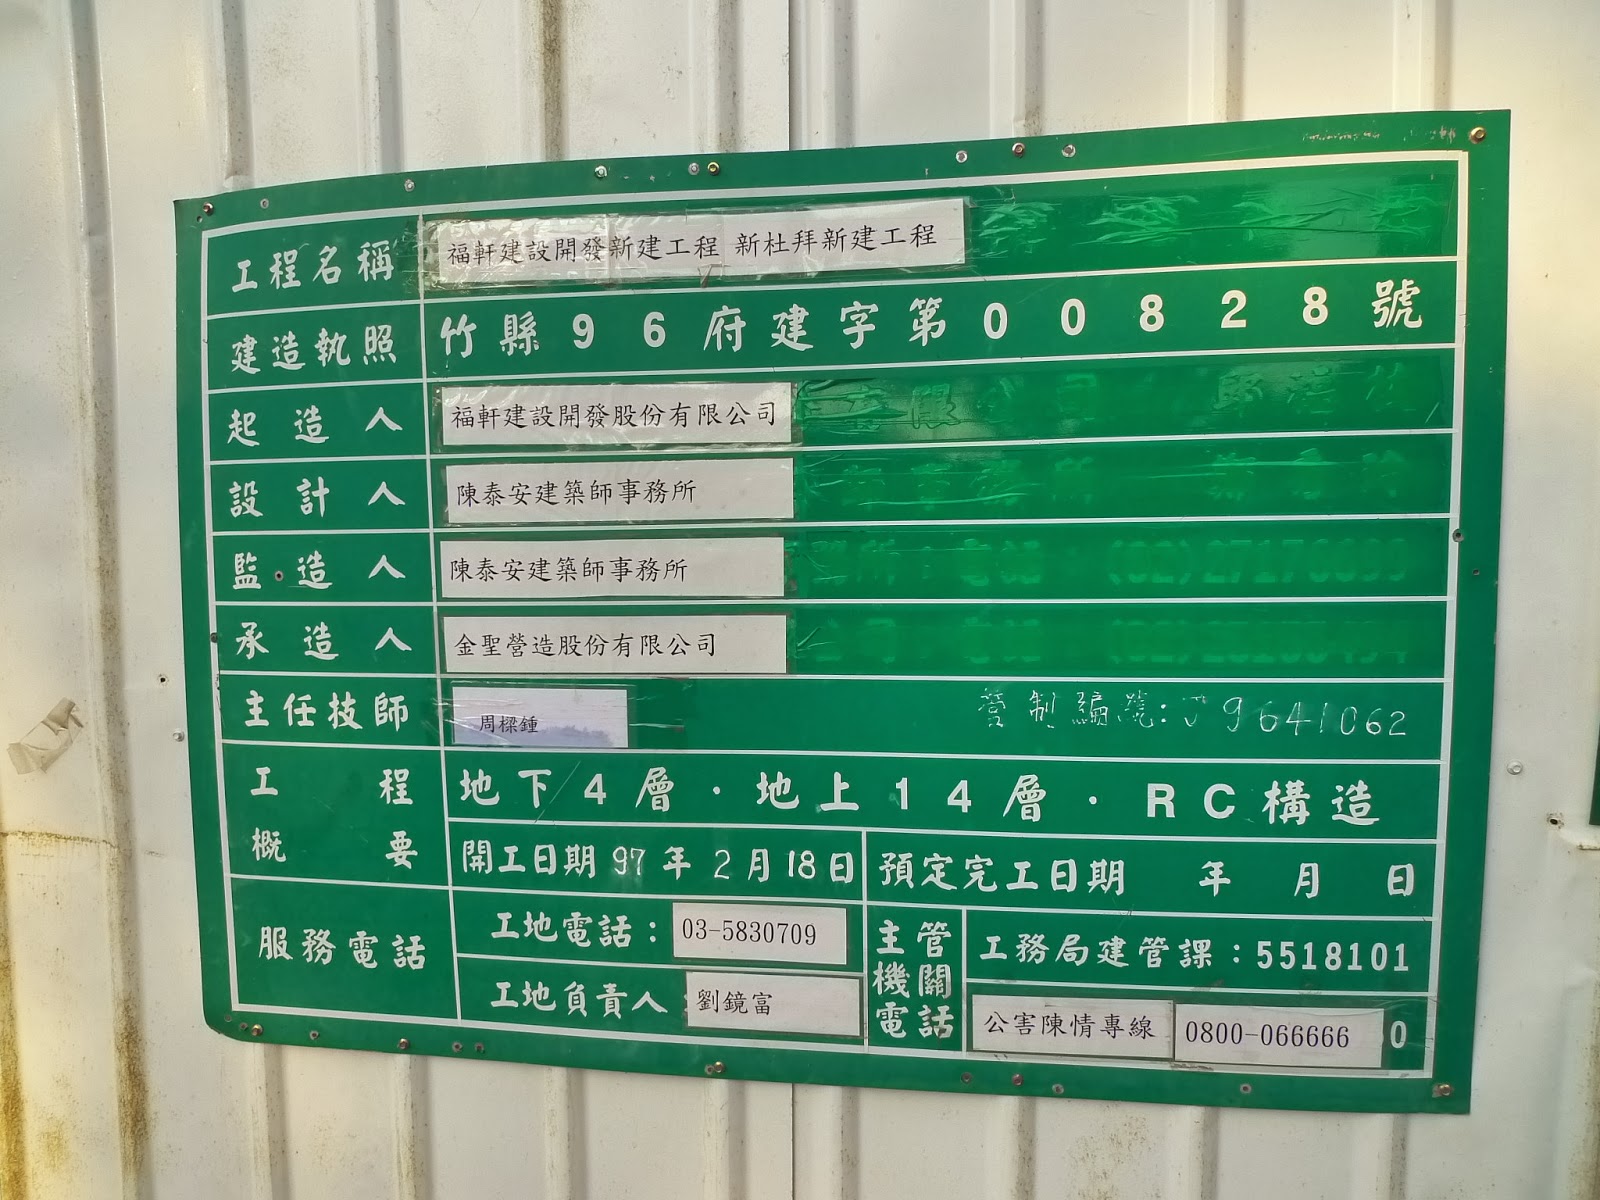 工程名稱 福軒建設開發新建工程 新杜拜新建工程
建造執照 竹縣96府建字第00828號
起造人 福軒建設開發股份有限公司
設計人 陳泰安建築師事務所
監造人 陳泰安建築師事務所
承造人 金聖營造股份有限公司
主任技師 周樑鍾 管制編號: 9641062
工程概要 地下4層·地上14層·RC構造
開工日期 97年2月18日 預定完工日期 年 月 日
服務電話 工地電話：03-5830709
工地負責人：劉鏡富
主管機關電話 工務局建管課：5518101
公害陳情專線 0800-066666 0